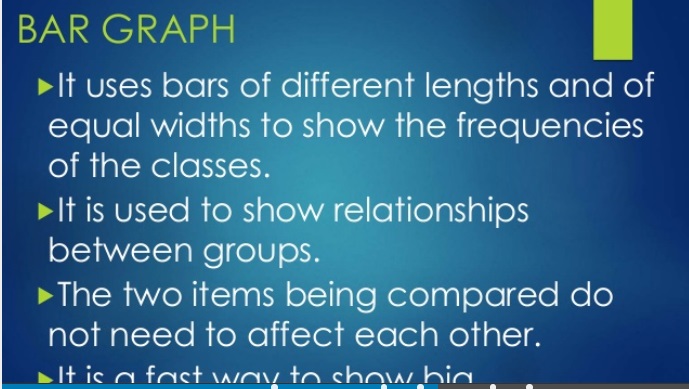 BAR GRAPH
It uses bars of different lengths and of
equal widths to show the frequencies
of the classes.
It is used to show relationships
between groups.
The two items being compared do
not need to affect each other.
It is a fast way to show big